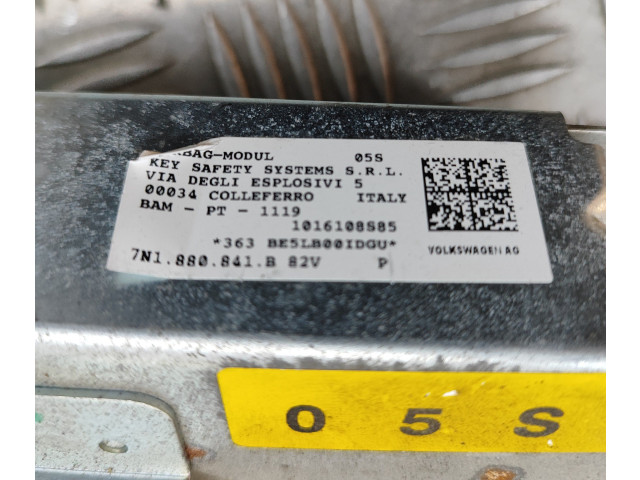 BAG-MODUL 05S
KEY SAFETY SYSTEMS S.R.L.
VIA DEGLI ESPLOSIVI 5
00034 COLLEFERRO ITALY
BAM - PT - 1119
1016108S85
*363 BE5LB00IDGU*
7N1.880.841.B 82V P
VOLKSWAGEN AG
05S